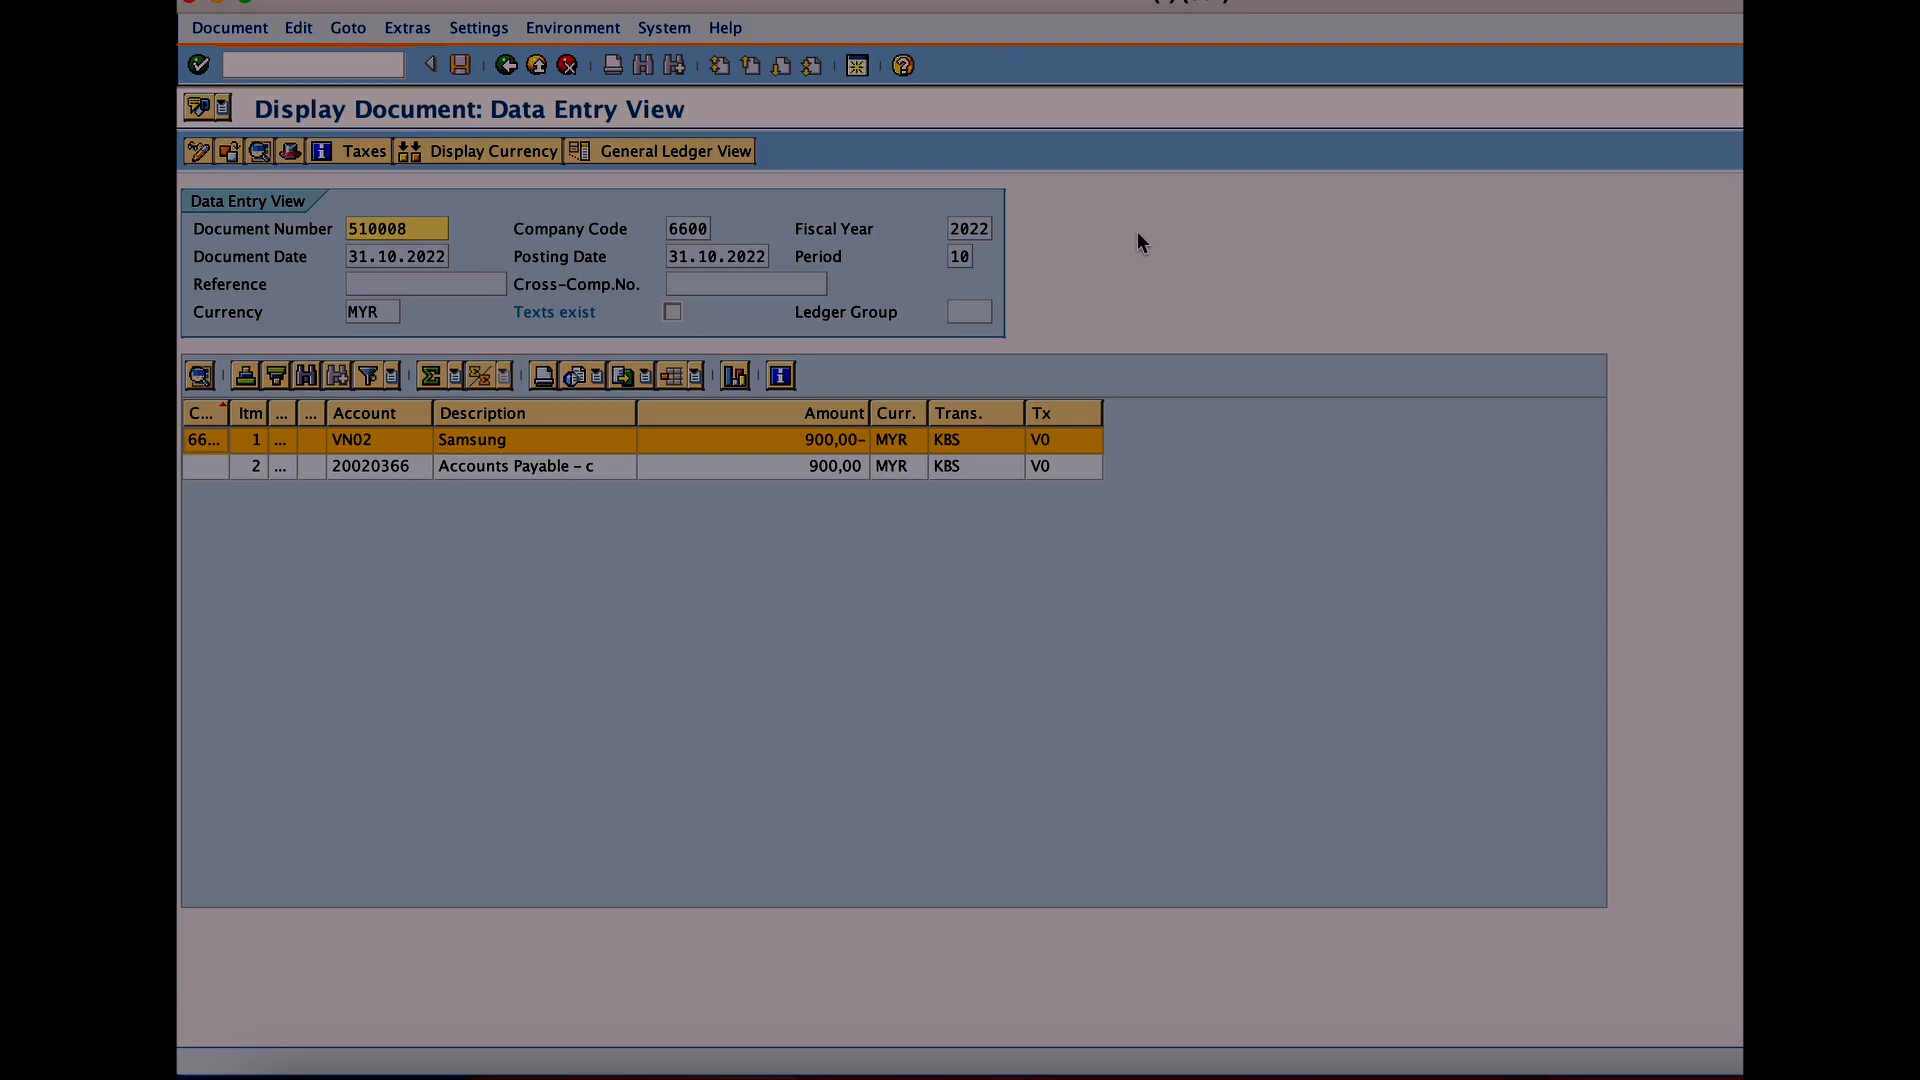 Document Edit Goto Extras Settings Environment System Help
Display Document: Data Entry View
Taxes Display Currency General Ledger View
Data Entry View
Document Number 510008 Company Code 6600 Fiscal Year 2022
Document Date 31.10.2022 Posting Date 31.10.2022 Period 10
Reference Cross-Comp.No.
Currency MYR Texts exist Ledger Group
C... Itm ... ... Account Description Amount Curr. Trans. Tx
66... 1 ... VN02 Samsung 900,00- MYR KBS V0
2 ... 20020366 Accounts Payable - c 900,00 MYR KBS V0